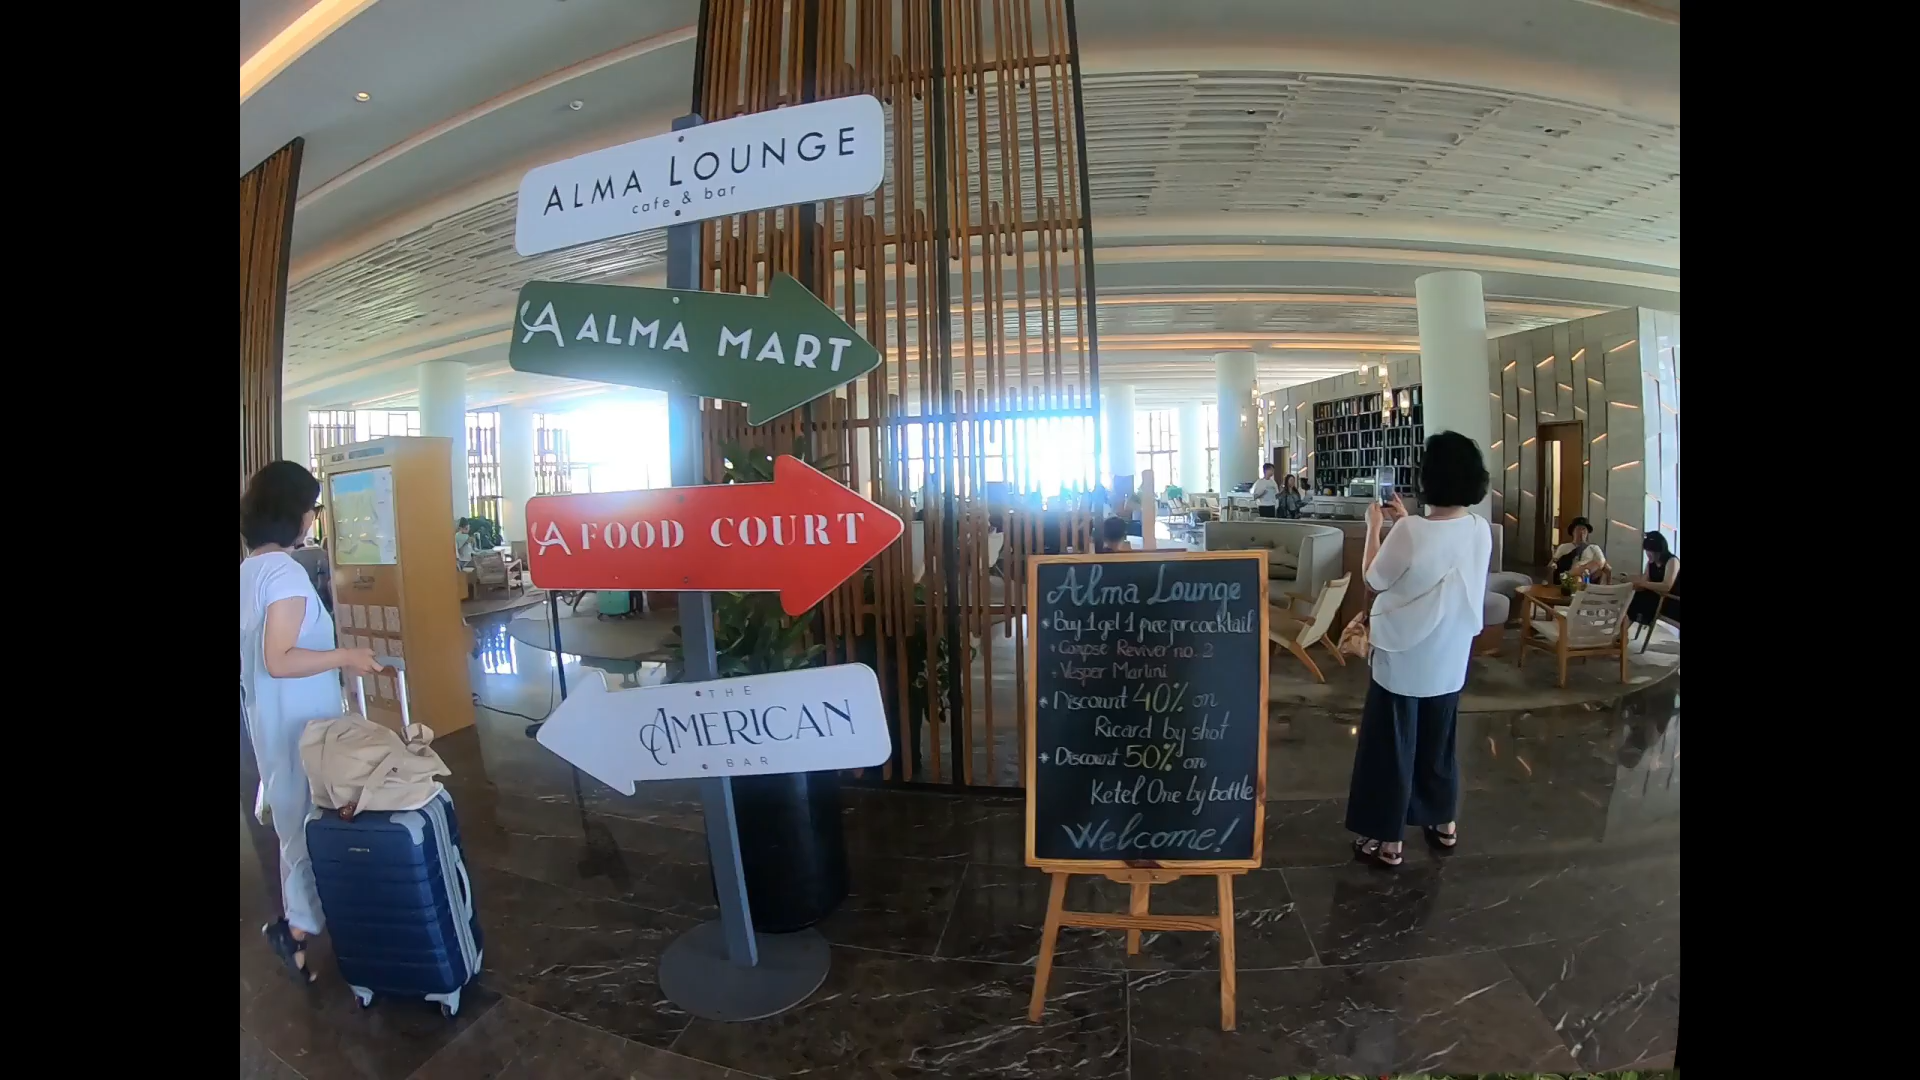 ALMA LOUNGE
cafe & bar
A ALMA MART
A FOOD COURT
THE
AMERICAN
BAR
Alma Lounge
* Buy 1 get 1 free for cocktail
+ Corpse Reviver no. 2
+ Vesper Martini
* Discount 40% on
Ricard by shot
* Discount 50% on
Ketel One by bottle
Welcome!